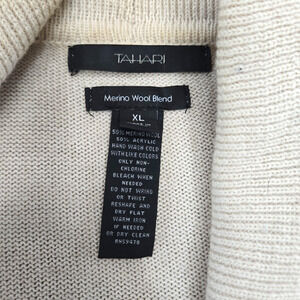 TAHARI
Merino Wool Blend
XL
50% MERINO WOOL
50% ACRYLIC
HAND WASH COLD
WITH LIKE COLORS
ONLY NON-
CHLORINE
BLEACH WHEN
NEEDED
DO NOT WRING
OR TWIST
RESHAPE AND
DRY FLAT
WARM IRON
IF NEEDED
OR DRY CLEAN
RN59478